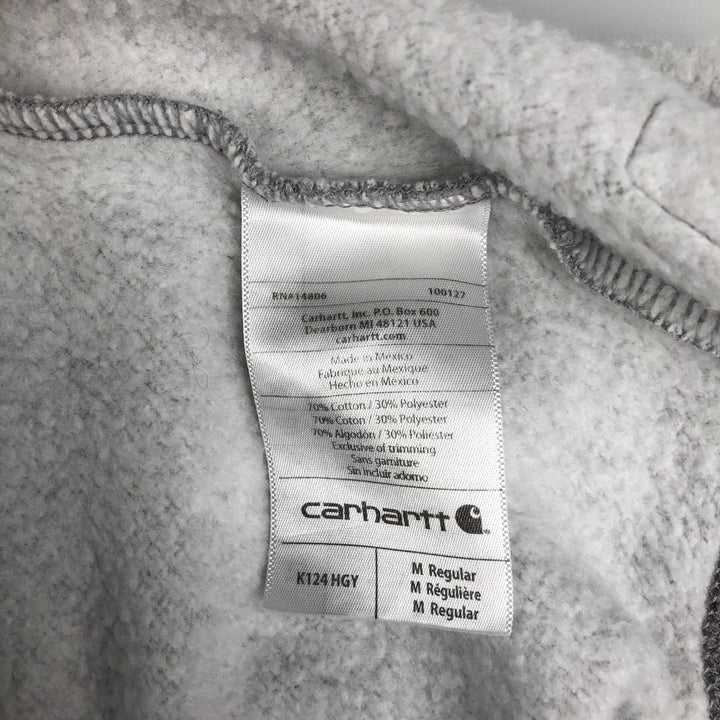 RN#14806 100127
Carhartt, Inc. P.O. Box 600
Dearborn MI 48121 USA
carhartt.com
Made in Mexico
Fabrique au Mexique
Hecho en México
70% Cotton / 30% Polyester
70% Coton / 30% Polyester
70% Algodón / 30% Poliéster
Exclusive of trimming
Sans garniture
Sin incluir adorno
carhartt
K124 HGY
M Regular
M Régulière
M Regular